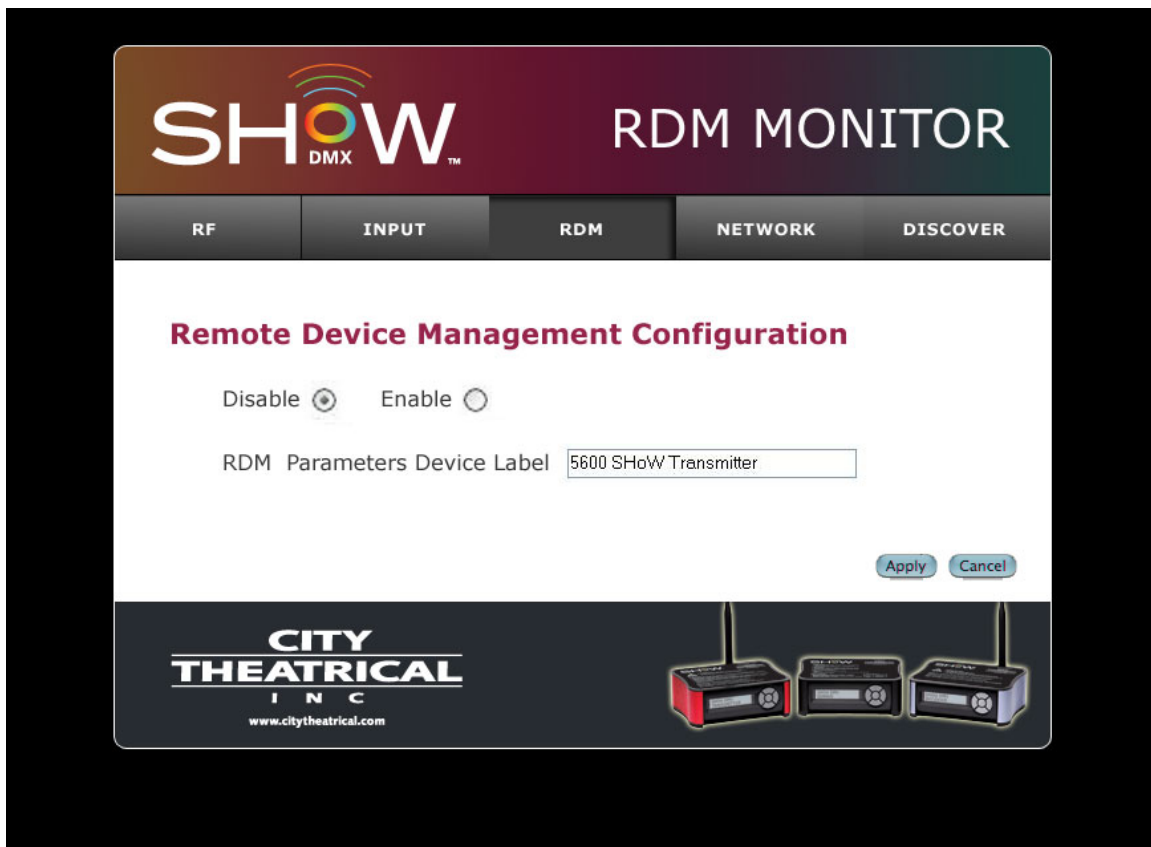 SHoW
DMX
™
RDM MONITOR
RF INPUT RDM NETWORK DISCOVER
Remote Device Management Configuration
Disable Enable
RDM Parameters Device Label 5600 SHoW Transmitter
Apply Cancel
CITY
THEATRICAL
INC
www.citytheatrical.com
SHoW